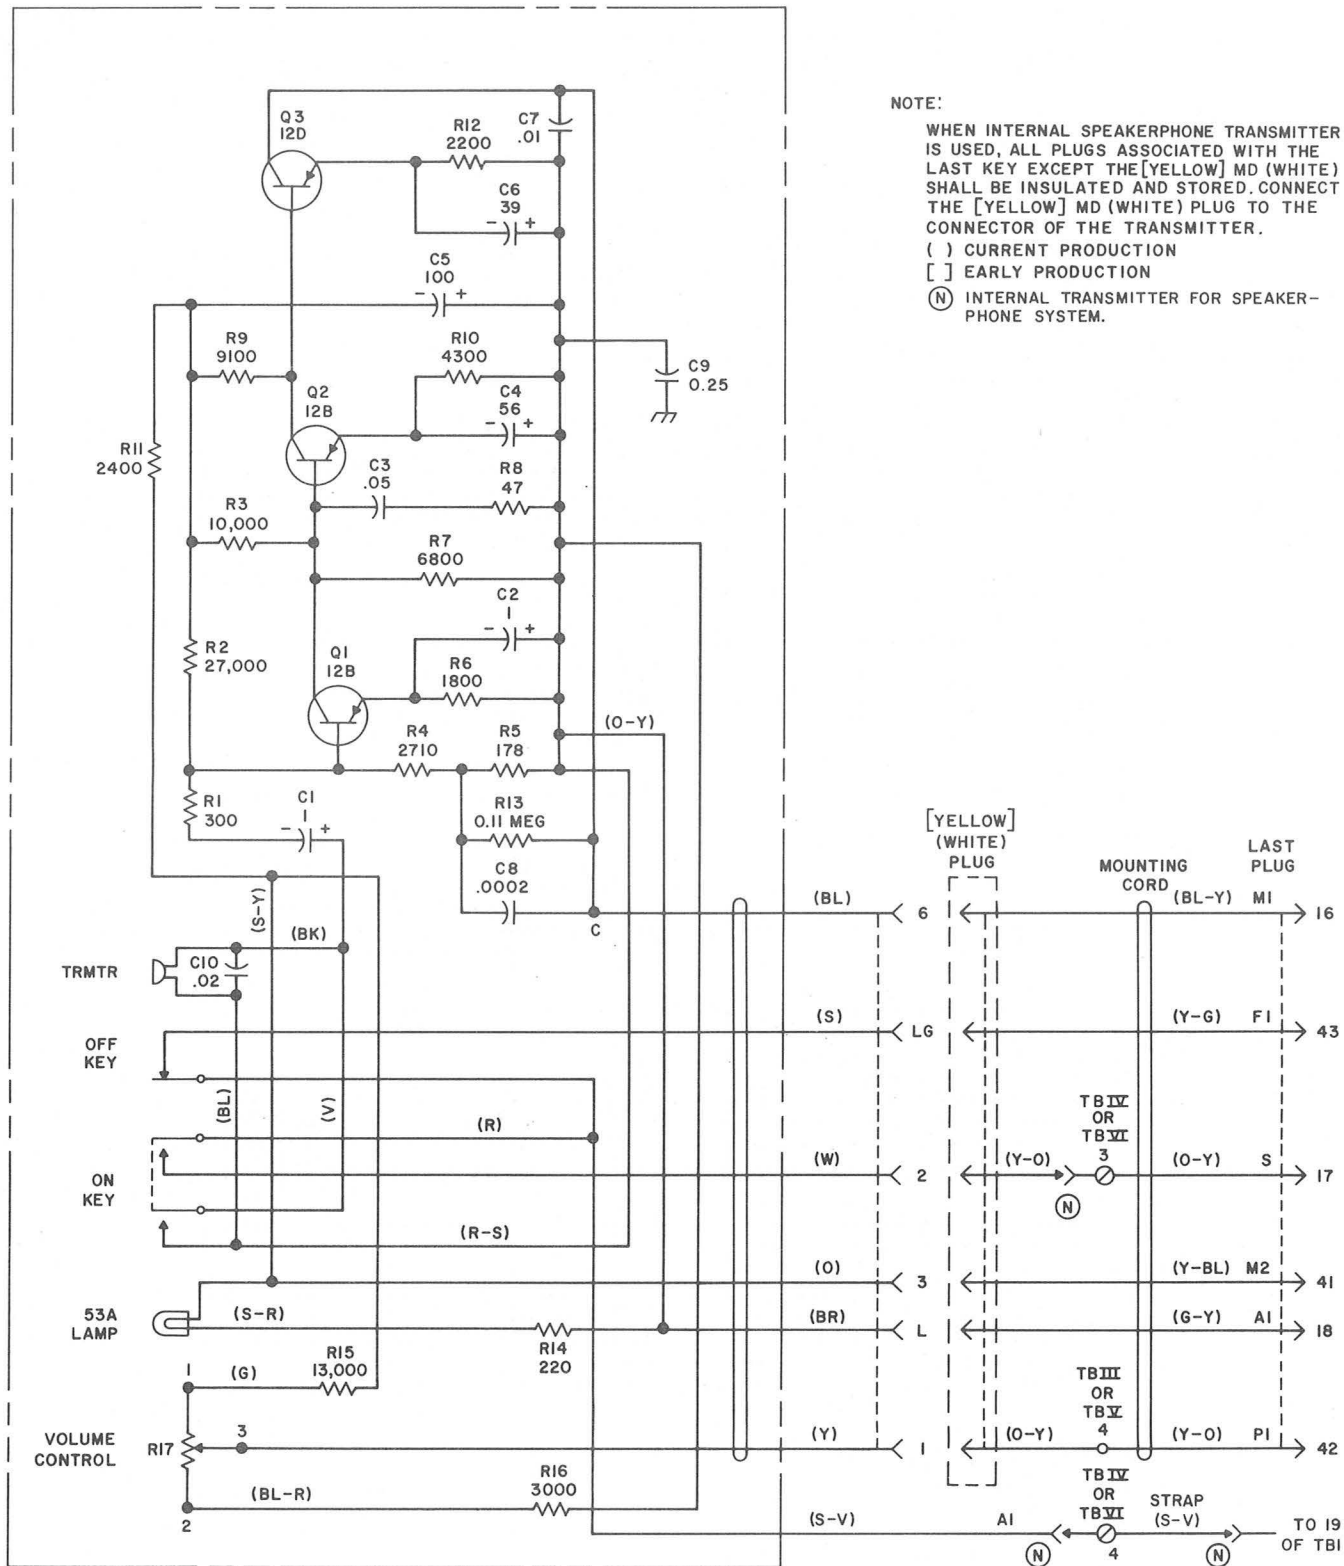 NOTE:
WHEN INTERNAL SPEAKERPHONE TRANSMITTER
IS USED, ALL PLUGS ASSOCIATED WITH THE
LAST KEY EXCEPT THE [YELLOW] MD (WHITE)
SHALL BE INSULATED AND STORED. CONNECT
THE [YELLOW] MD (WHITE) PLUG TO THE
CONNECTOR OF THE TRANSMITTER.
( ) CURRENT PRODUCTION
[ ] EARLY PRODUCTION
(N) INTERNAL TRANSMITTER FOR SPEAKER-
PHONE SYSTEM.
Q3
12D
R12
2200
C7
.01
C6
39
- +
C5
100
- +
R9
9100
R10
4300
C9
0.25
Q2
12B
C4
56
- +
R11
2400
C3
.05
R8
47
R3
10,000
R7
6800
C2
1
- +
R2
27,000
Q1
12B
R6
1800
(O-Y)
R4
2710
R5
178
R1
300
C1
1
- +
R13
0.11 MEG
C8
.0002
C
(S-Y)
(BK)
TRMTR
C10
.02
OFF
KEY
(BL)
(V)
(R)
ON
KEY
(R-S)
53A
LAMP
(S-R)
R14
220
1
(G)
R15
13,000
VOLUME
CONTROL
R17
3
(BL-R)
R16
3000
2
[YELLOW]
(WHITE)
PLUG
MOUNTING
CORD
LAST
PLUG
(BL) 6 (BL-Y) M1 16
(S) LG (Y-G) F1 43
TB IV
OR
TB VI
3
(W) 2 (Y-O) (O-Y) S 17
(N)
(O) 3 (Y-BL) M2 41
(BR) L (G-Y) A1 18
TB III
OR
TB V
4
(Y) 1 (O-Y) (Y-O) P1 42
TB IV
OR
TB VI
4
STRAP
(S-V)
(S-V) A1
(N)
(N)
TO 19
OF TB1